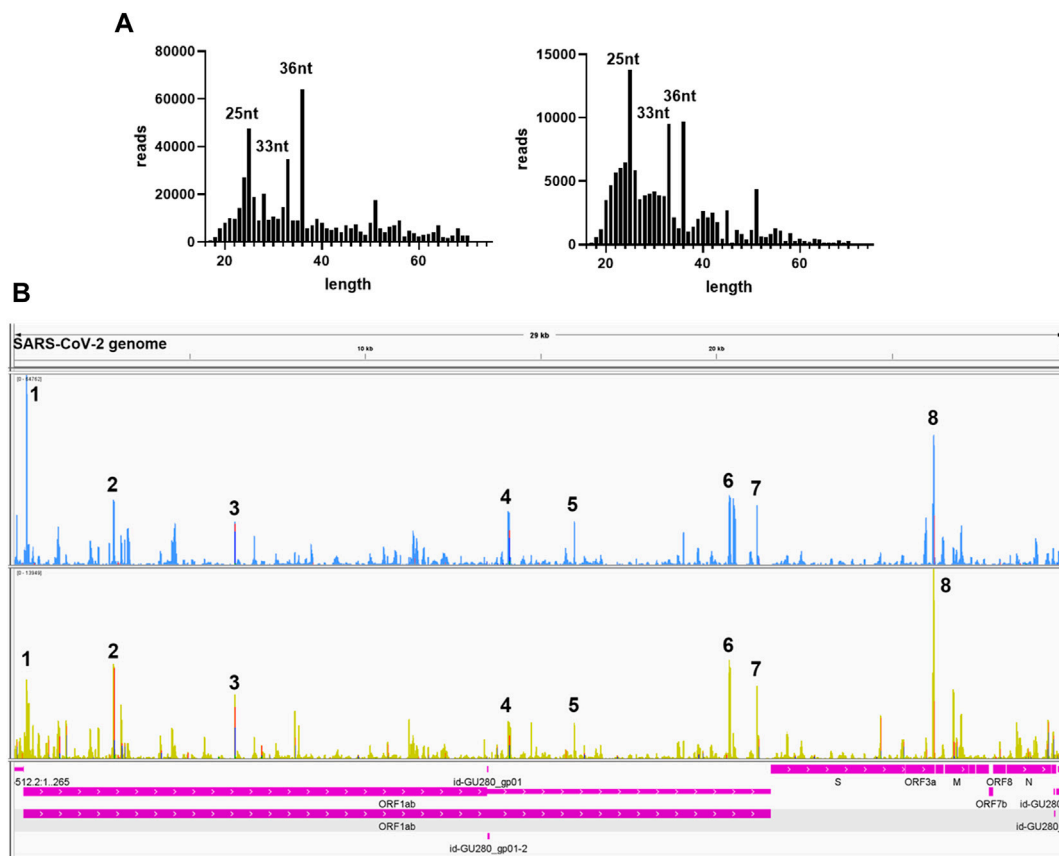 A
80000
60000
40000
20000
0
reads
25nt
33nt
36nt
20
40
60
length
15000
10000
5000
0
reads
25nt
33nt
36nt
20
40
60
length
B
29 kb
SARS-CoV-2 genome
10 kb
20 kb
1
2
3
4
5
6
7
8
[0 - 13949]
1
2
3
4
5
6
7
8
512.2:1..265
id-GU280_gp01
S
ORF3a
M
ORF8
N
ORF1ab
ORF7b
id-GU280
ORF1ab
id-GU280_
id-GU280_gp01-2